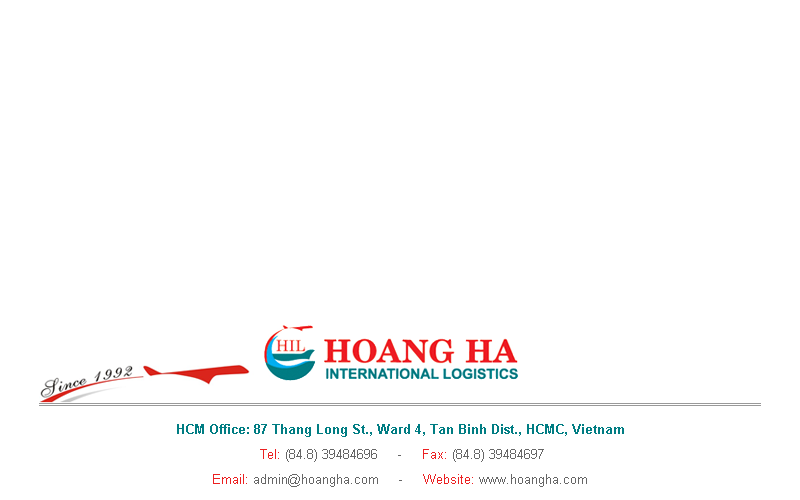 HIL
HOANG HA
INTERNATIONAL LOGISTICS
Since 1992
HCM Office: 87 Thang Long St., Ward 4, Tan Binh Dist., HCMC, Vietnam
Tel: (84.8) 39484696 - Fax: (84.8) 39484697
Email: admin@hoangha.com - Website: www.hoangha.com